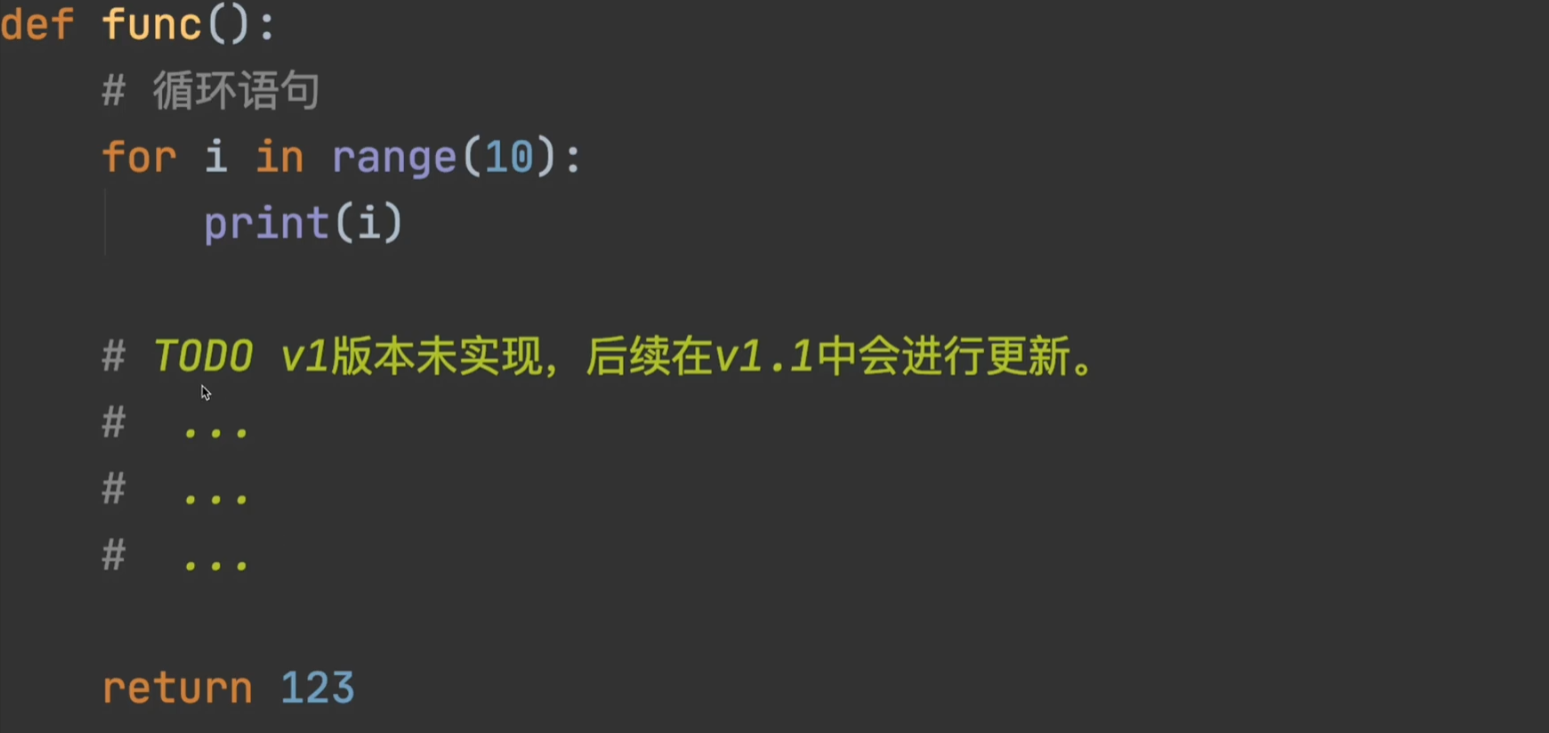 def func():
    # 循环语句
    for i in range(10):
        print(i)
    # TODO v1版本未实现，后续在v1.1中会进行更新。
    #  ...
    #  ...
    #  ...
    return 123